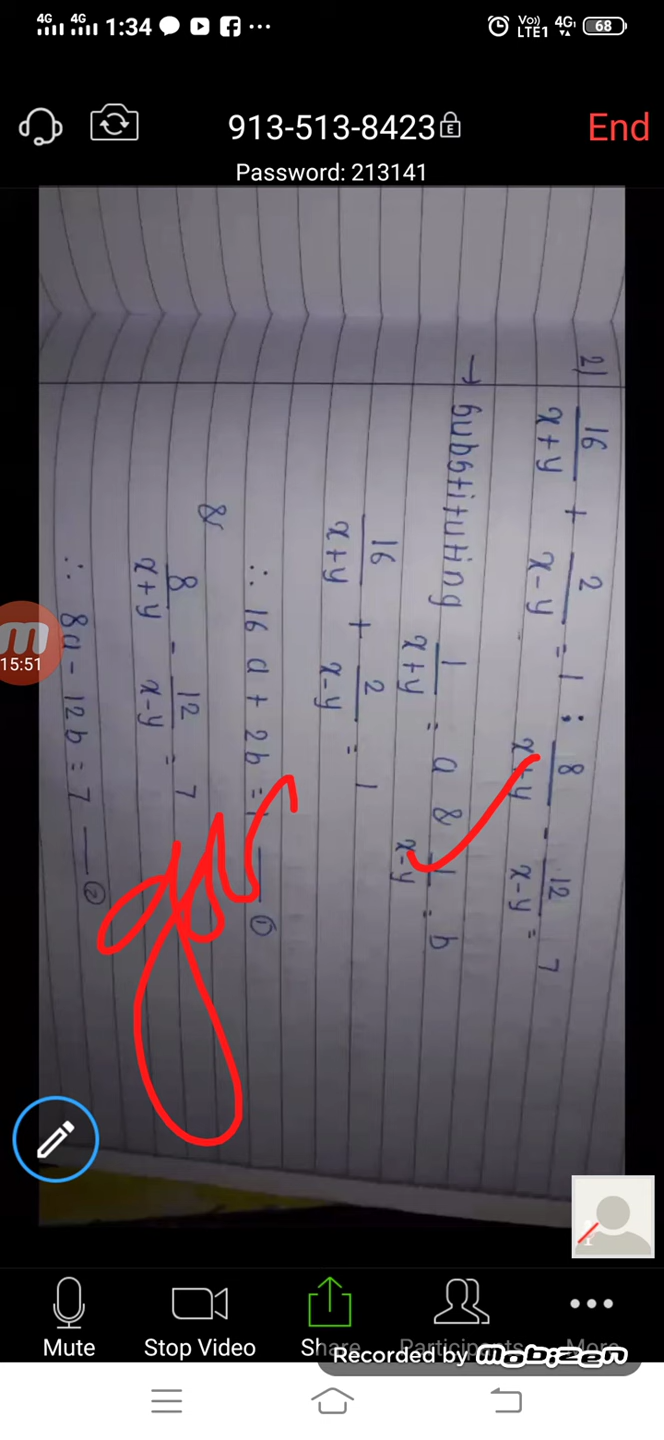 4G 4G 1:34 ... Vo)) LTE1 4G 68
913-513-8423 E End
Password: 213141
2) 16/(x+y) + 2/(x-y) = 1 ; 8/(x+y) - 12/(x-y) = 7
→ Substituting 1/(x+y) = a & 1/(x-y) = b
16/(x+y) + 2/(x-y) = 1
∴ 16a + 2b = 1 —— ①
& 8/(x+y) - 12/(x-y) = 7
∴ 8a - 12b = 7 —— ②
15:51
Mute Stop Video Share Participants More
Recorded by mobizen